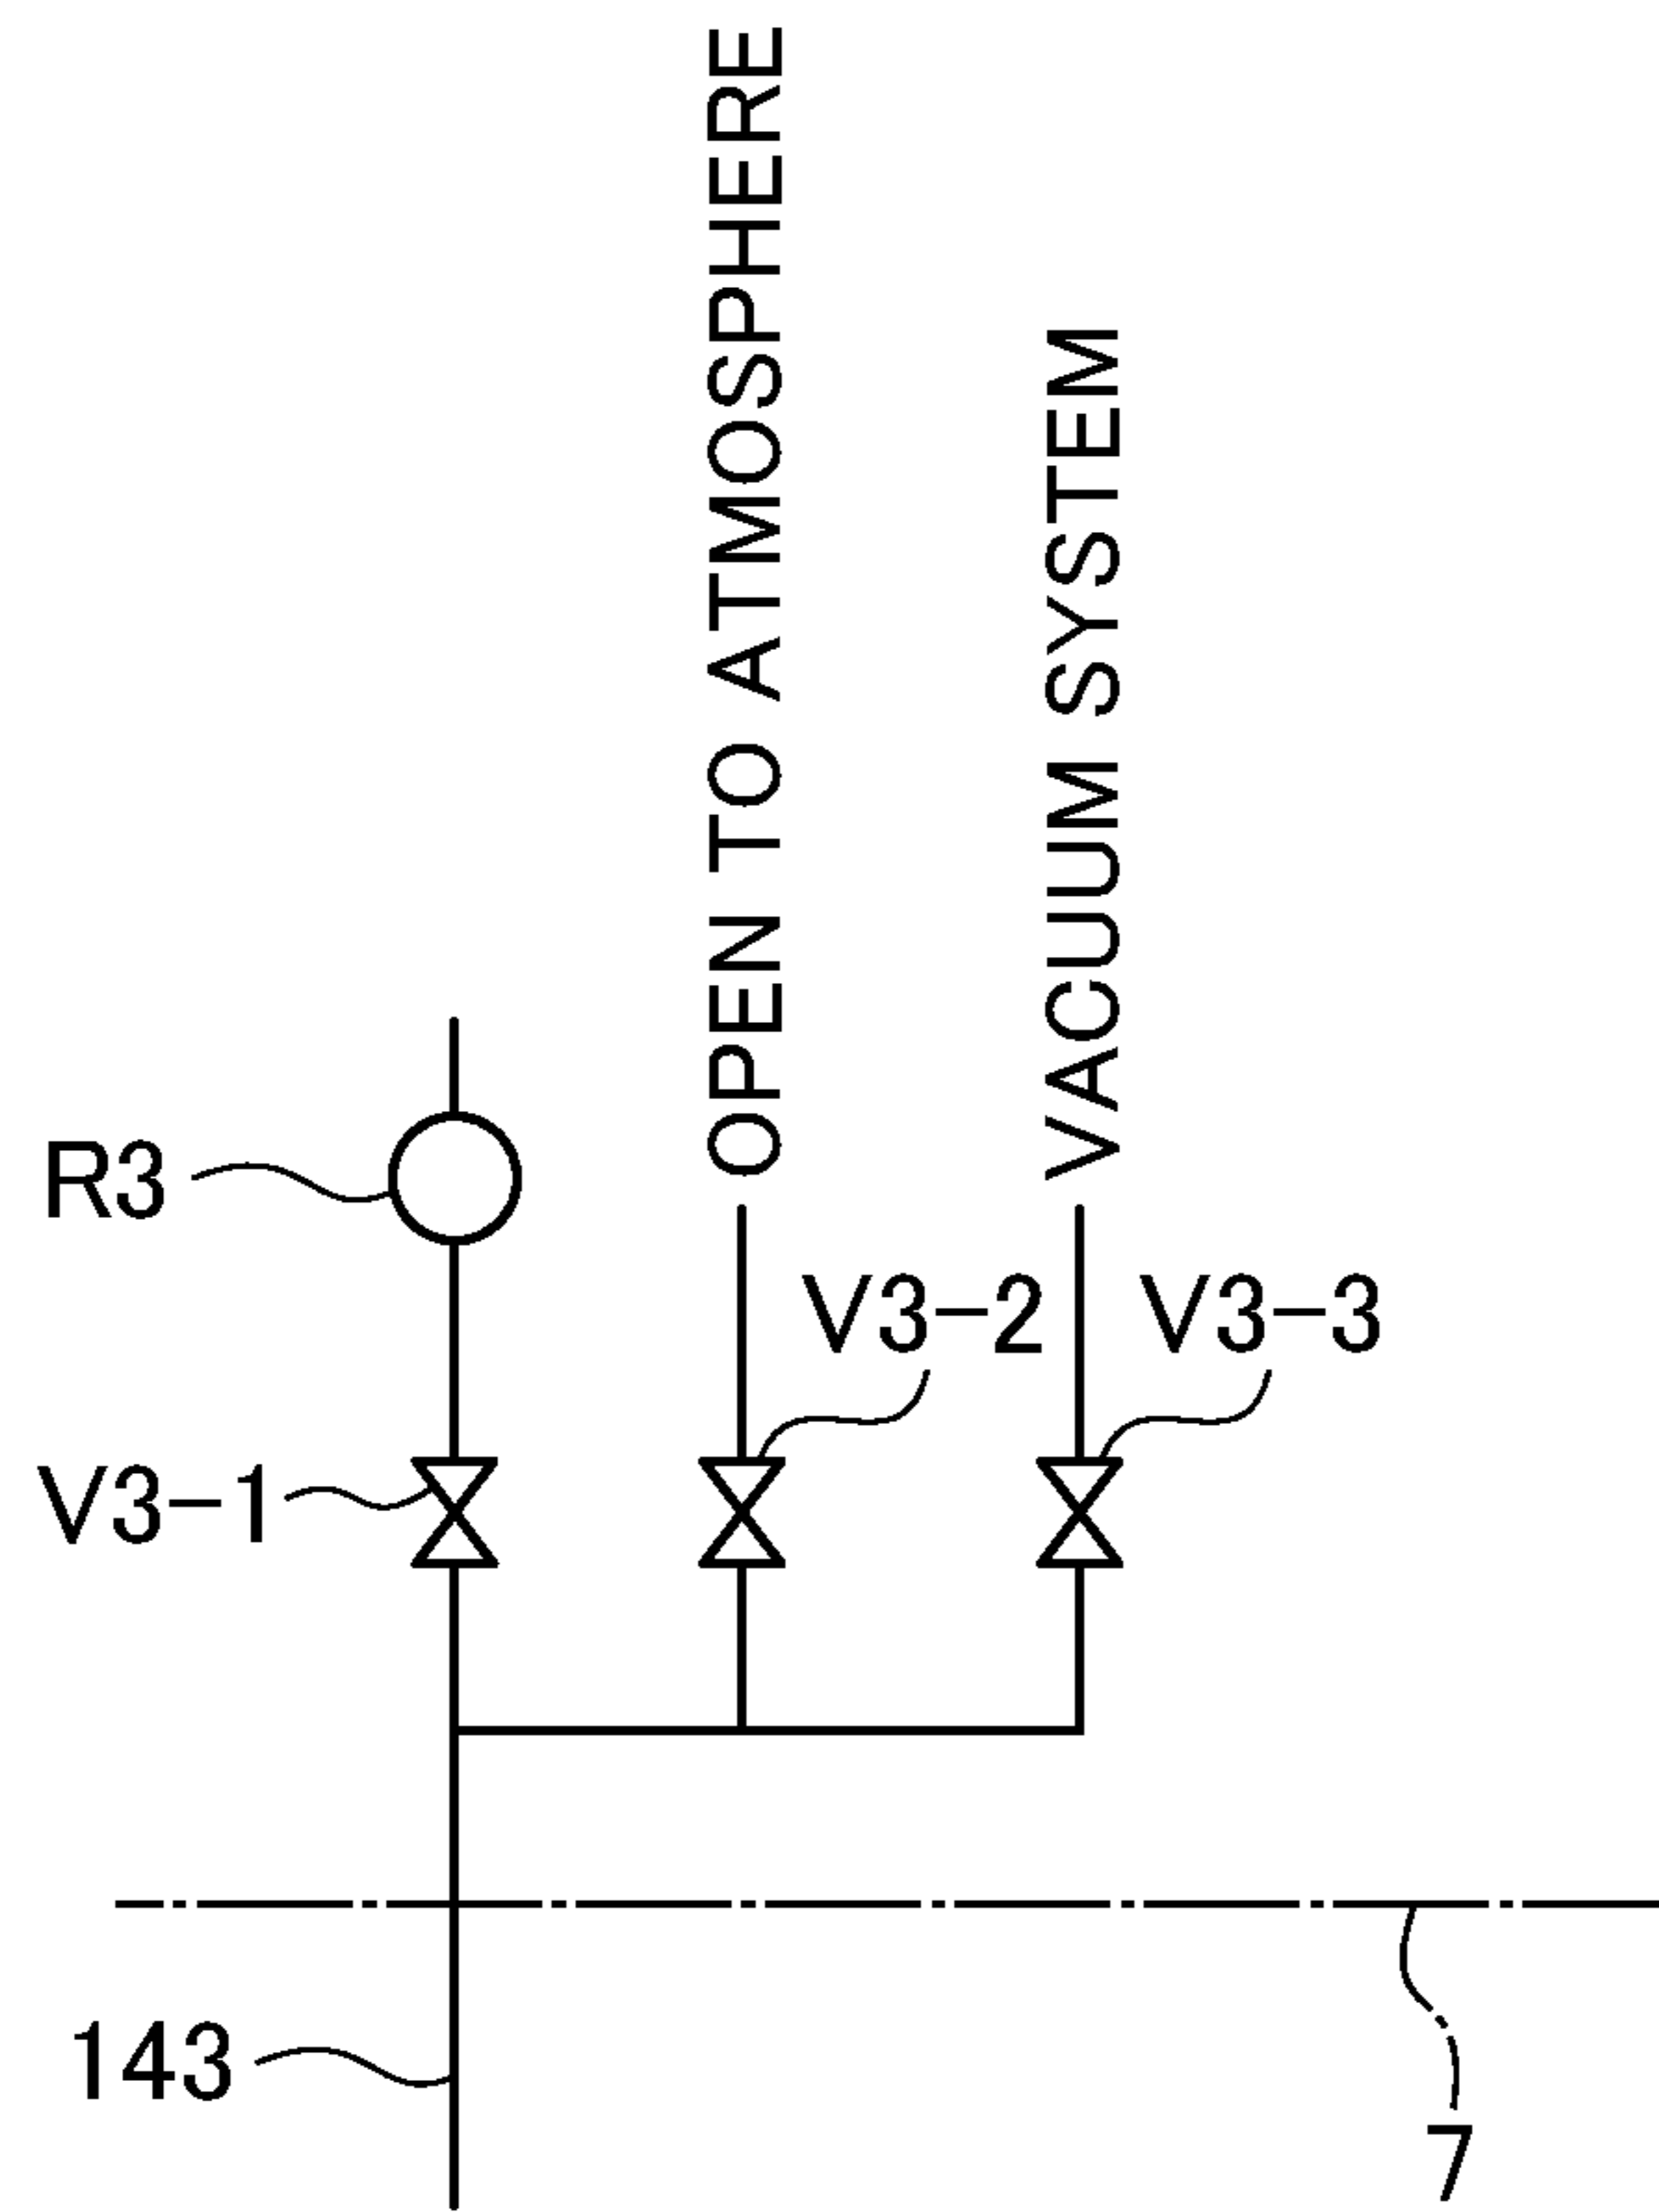 OPEN TO ATMOSPHERE
VACUUM SYSTEM
R3
V3-2
V3-3
V3-1
143
7